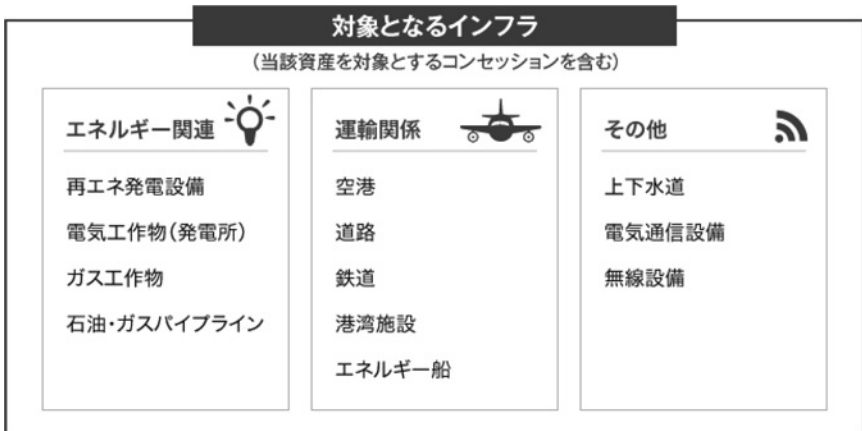 対象となるインフラ
(当該資産を対象とするコンセッションを含む)
エネルギー関連
再エネ発電設備
電気工作物(発電所)
ガス工作物
石油・ガスパイプライン
運輸関係
空港
道路
鉄道
港湾施設
エネルギー船
その他
上下水道
電気通信設備
無線設備